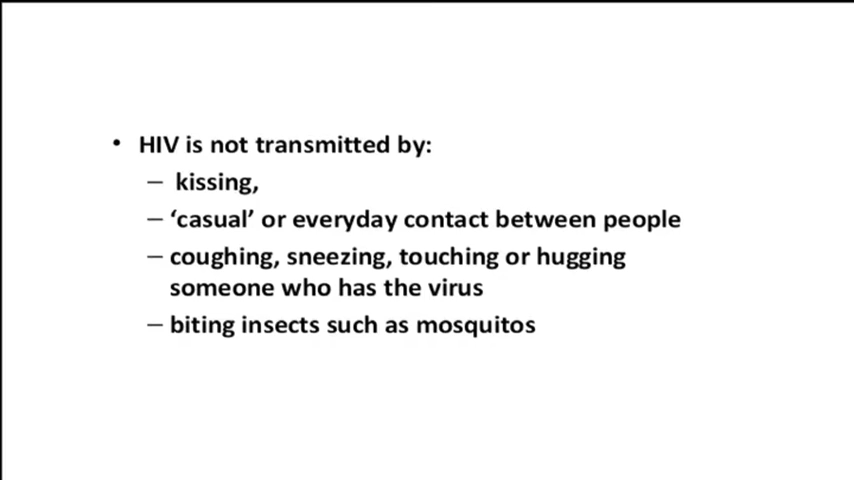 • HIV is not transmitted by:
– kissing,
– ‘casual’ or everyday contact between people
– coughing, sneezing, touching or hugging
someone who has the virus
– biting insects such as mosquitos